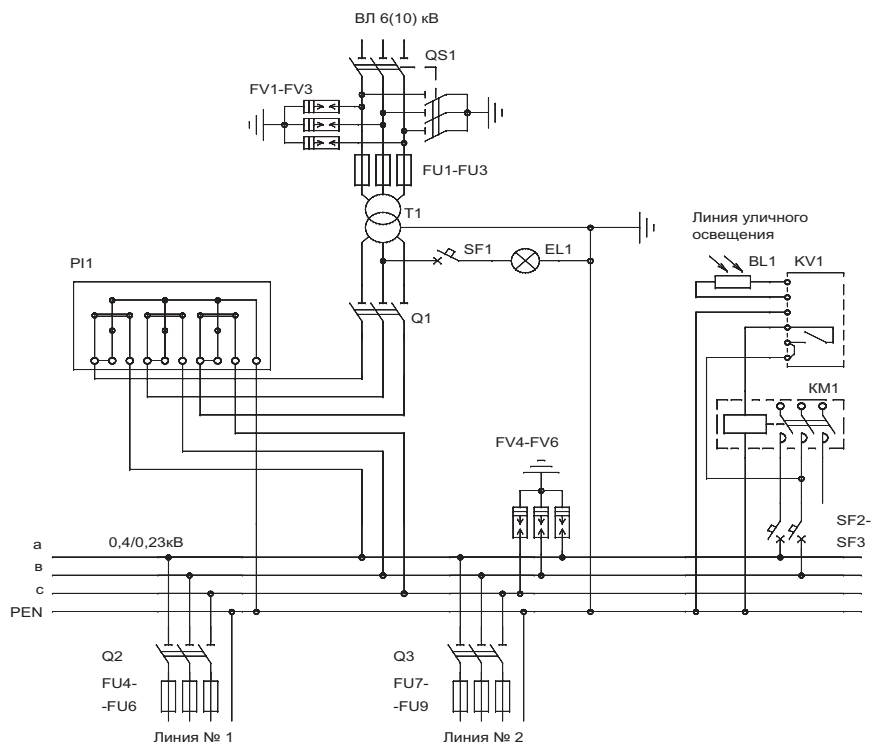 ВЛ 6(10) кВ
QS1
FV1-FV3
FU1-FU3
T1
Линия уличного
освещения
SF1
EL1
BL1
KV1
PI1
Q1
KM1
FV4-FV6
SF2-
SF3
а
0,4/0,23кВ
в
с
PEN
Q2
Q3
FU4-
-FU6
FU7-
-FU9
Линия № 1
Линия № 2